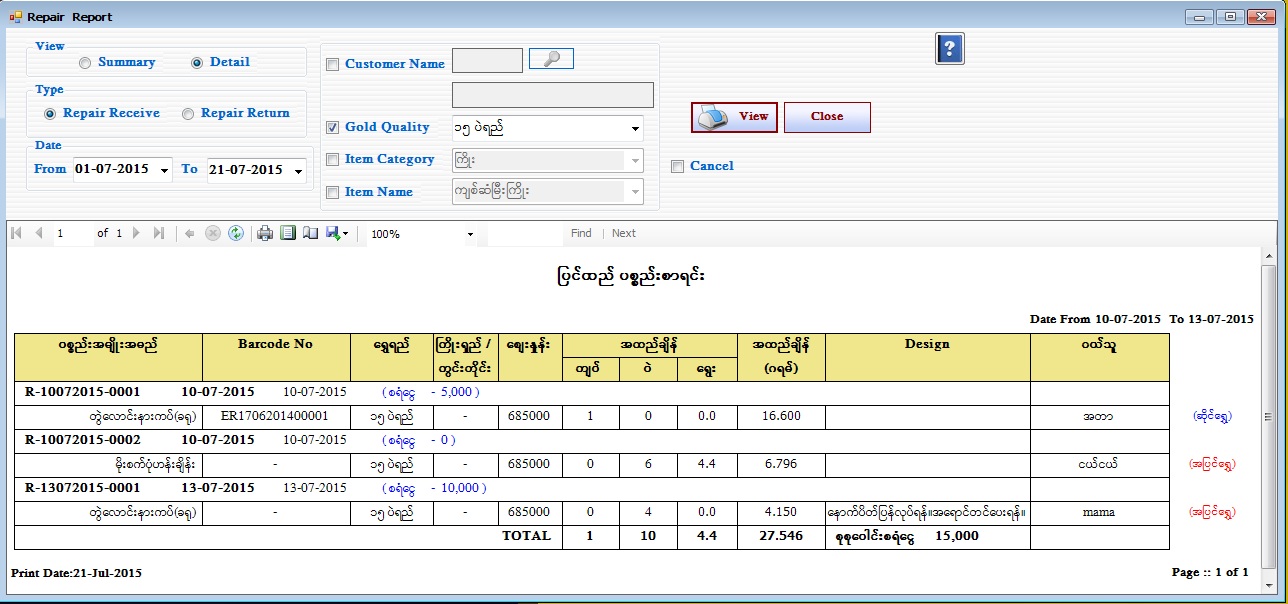 Repair Report
View
Summary Detail
Type
Repair Receive Repair Return
Date
From 01-07-2015 To 21-07-2015
Customer Name
Gold Quality ၁၅ ပဲရည်
Item Category ကြိုး
Item Name ကျစ်ဆံမြီးကြိုး
View Close
Cancel
?
1 of 1 100% Find | Next
ပြင်ထည် ပစ္စည်းစာရင်း
Date From 10-07-2015 To 13-07-2015
ပစ္စည်းအမျိုးအမည် Barcode No ရွှေရည် ကြိုးရှည် / ဈေးနှုန်း အထည်ချိန် အထည်ချိန် Design ဝယ်သူ
ကွင်းတိုင်း ကျပ် ပဲ ရွေး (ဂရမ်)
R-10072015-0001 10-07-2015 10-07-2015 (စရံငွေ - 5,000 )
တွဲလောင်းနားကပ်(ခရု) ER1706201400001 ၁၅ ပဲရည် - 685000 1 0 0.0 16.600 အတာ (ဆိုင်ရွှေ)
R-10072015-0002 10-07-2015 10-07-2015 (စရံငွေ - 0 )
မိုးစက်ပုံဟန်းချိန်း - ၁၅ ပဲရည် - 685000 0 6 4.4 6.796 ငယ်ငယ် (အပြင်ရွှေ)
R-13072015-0001 13-07-2015 13-07-2015 (စရံငွေ - 10,000 )
တွဲလောင်းနားကပ်(ခရု) - ၁၅ ပဲရည် - 685000 0 4 0.0 4.150 နောက်ပိတ်ပြန်လုပ်ရန်။အရောင်တင်ပေးရန်။ mama (အပြင်ရွှေ)
TOTAL 1 10 4.4 27.546 စုစုပေါင်းစရံငွေ 15,000
Print Date:21-Jul-2015 Page :: 1 of 1